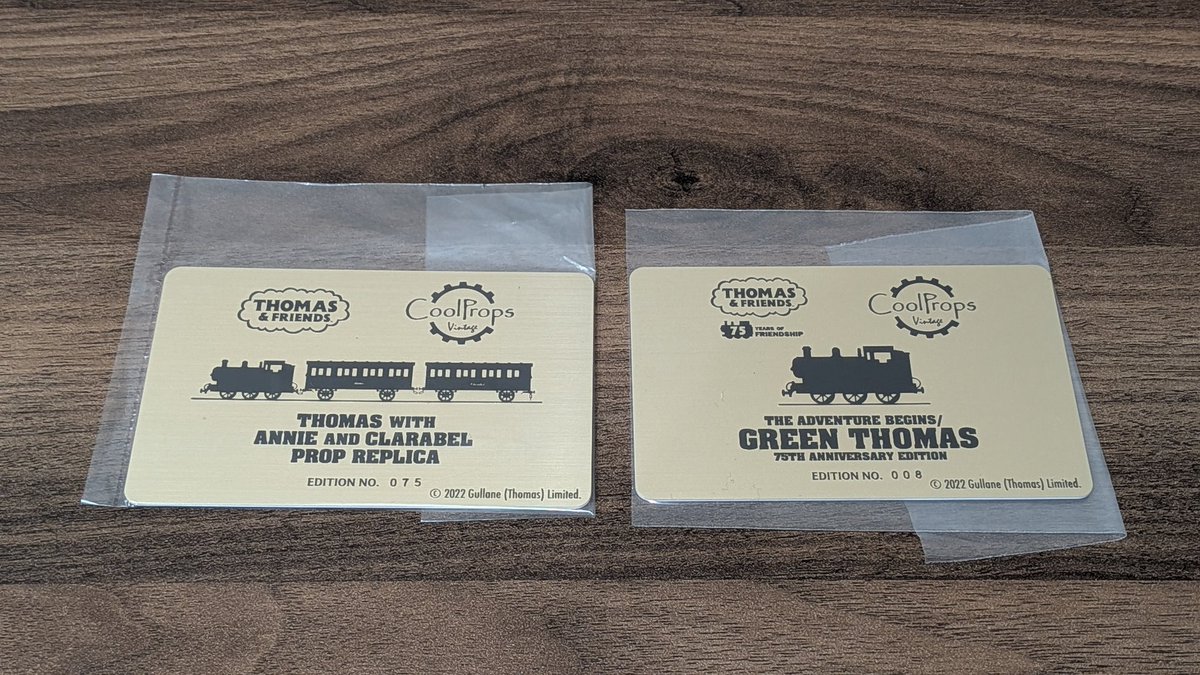 THOMAS
& FRIENDS
CoolProps
Vintage
THOMAS WITH
ANNIE AND CLARABEL
PROP REPLICA
EDITION NO. 075
© 2022 Gullane (Thomas) Limited.
THOMAS
& FRIENDS
75 YEARS OF
FRIENDSHIP
CoolProps
Vintage
THE ADVENTURE BEGINS/
GREEN THOMAS
75TH ANNIVERSARY EDITION
EDITION NO. 008
© 2022 Gullane (Thomas) Limited.